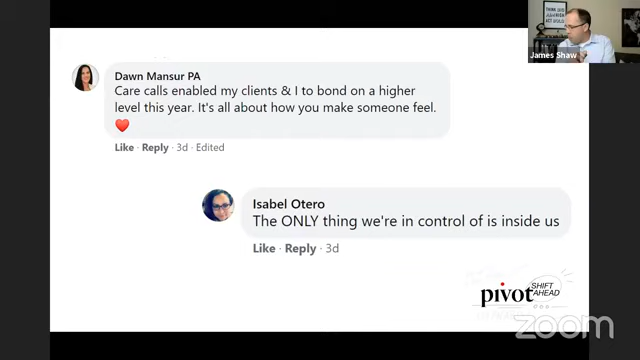 James Shaw
Dawn Mansur PA
Care calls enabled my clients & I to bond on a higher
level this year. It's all about how you make someone feel.
Like · Reply · 3d · Edited
Isabel Otero
The ONLY thing we're in control of is inside us
Like · Reply · 3d
pivot SHIFT
AHEAD
zoom